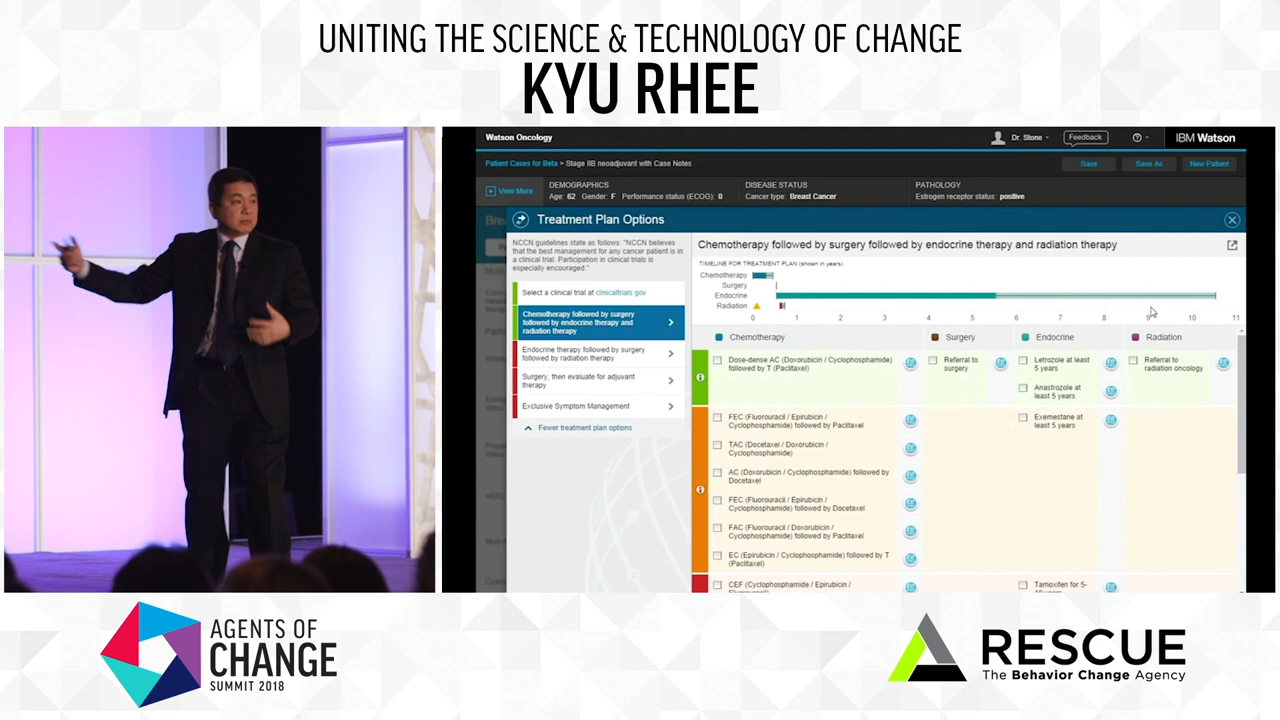 UNITING THE SCIENCE & TECHNOLOGY OF CHANGE
KYU RHEE
Watson Oncology
Dr. Stone
Feedback
IBM Watson
Patient Cases for Beta > Stage IIB neoadjuvant with Case Notes
Save
Save As
New Patient
View More
DEMOGRAPHICS
Age: 62 Gender: F Performance status (ECOG): 0
DISEASE STATUS
Cancer type: Breast Cancer
PATHOLOGY
Estrogen receptor status: positive
Treatment Plan Options
NCCN guidelines state as follows: "NCCN believes
that the best management for any cancer patient is
in a clinical trial. Participation in clinical trials is
especially encouraged."
Select a clinical trial at clinicaltrials.gov
Chemotherapy followed by surgery
followed by endocrine therapy and
radiation therapy
Endocrine therapy followed by surgery
followed by radiation therapy
Surgery, then evaluate for adjuvant
therapy
Exclusive Symptom Management
Fewer treatment plan options
Chemotherapy followed by surgery followed by endocrine therapy and radiation therapy
TIMELINE FOR TREATMENT PLAN (shown in years)
Chemotherapy
Surgery
Endocrine
Radiation
0 1 2 3 4 5 6 7 8 9 10 11
Chemotherapy
Surgery
Endocrine
Radiation
Dose-dense AC (Doxorubicin / Cyclophosphamide)
followed by T (Paclitaxel)
Referral to
surgery
Letrozole at least
5 years
Anastrozole at
least 5 years
Referral to
radiation oncology
FEC (Fluorouracil / Epirubicin /
Cyclophosphamide) followed by Paclitaxel
Exemestane at
least 5 years
TAC (Docetaxel / Doxorubicin /
Cyclophosphamide)
AC (Doxorubicin / Cyclophosphamide) followed by
Docetaxel
FEC (Fluorouracil / Epirubicin /
Cyclophosphamide) followed by Docetaxel
FAC (Fluorouracil / Doxorubicin /
Cyclophosphamide) followed by Paclitaxel
EC (Epirubicin / Cyclophosphamide) followed by T
(Paclitaxel)
CEF (Cyclophosphamide / Epirubicin /
Tamoxifen for 5-
AGENTS OF
CHANGE
SUMMIT 2018
RESCUE
The Behavior Change Agency